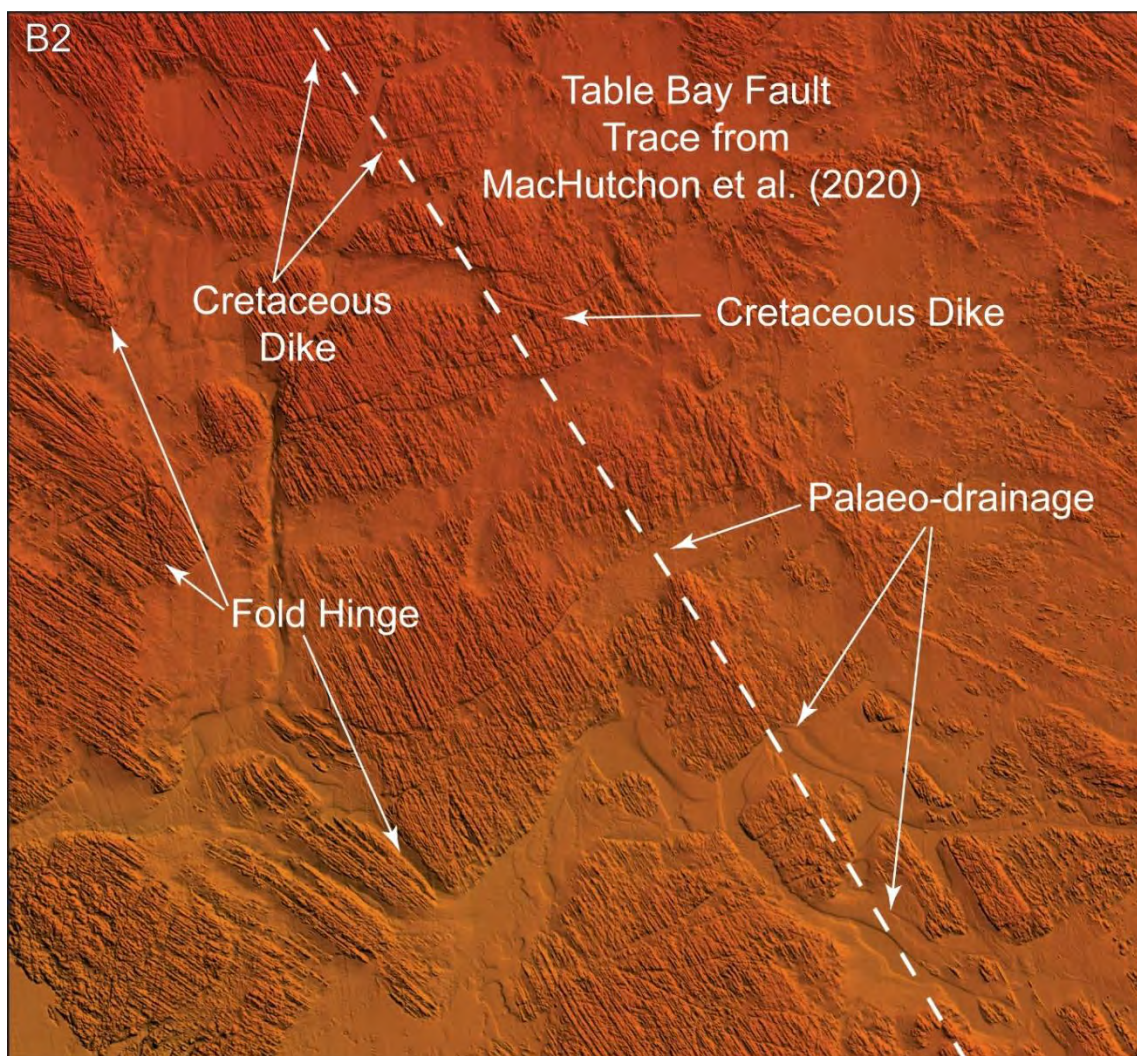 B2
Table Bay Fault
Trace from
MacHutchon et al. (2020)
Cretaceous
Dike
Cretaceous Dike
Palaeo-drainage
Fold Hinge